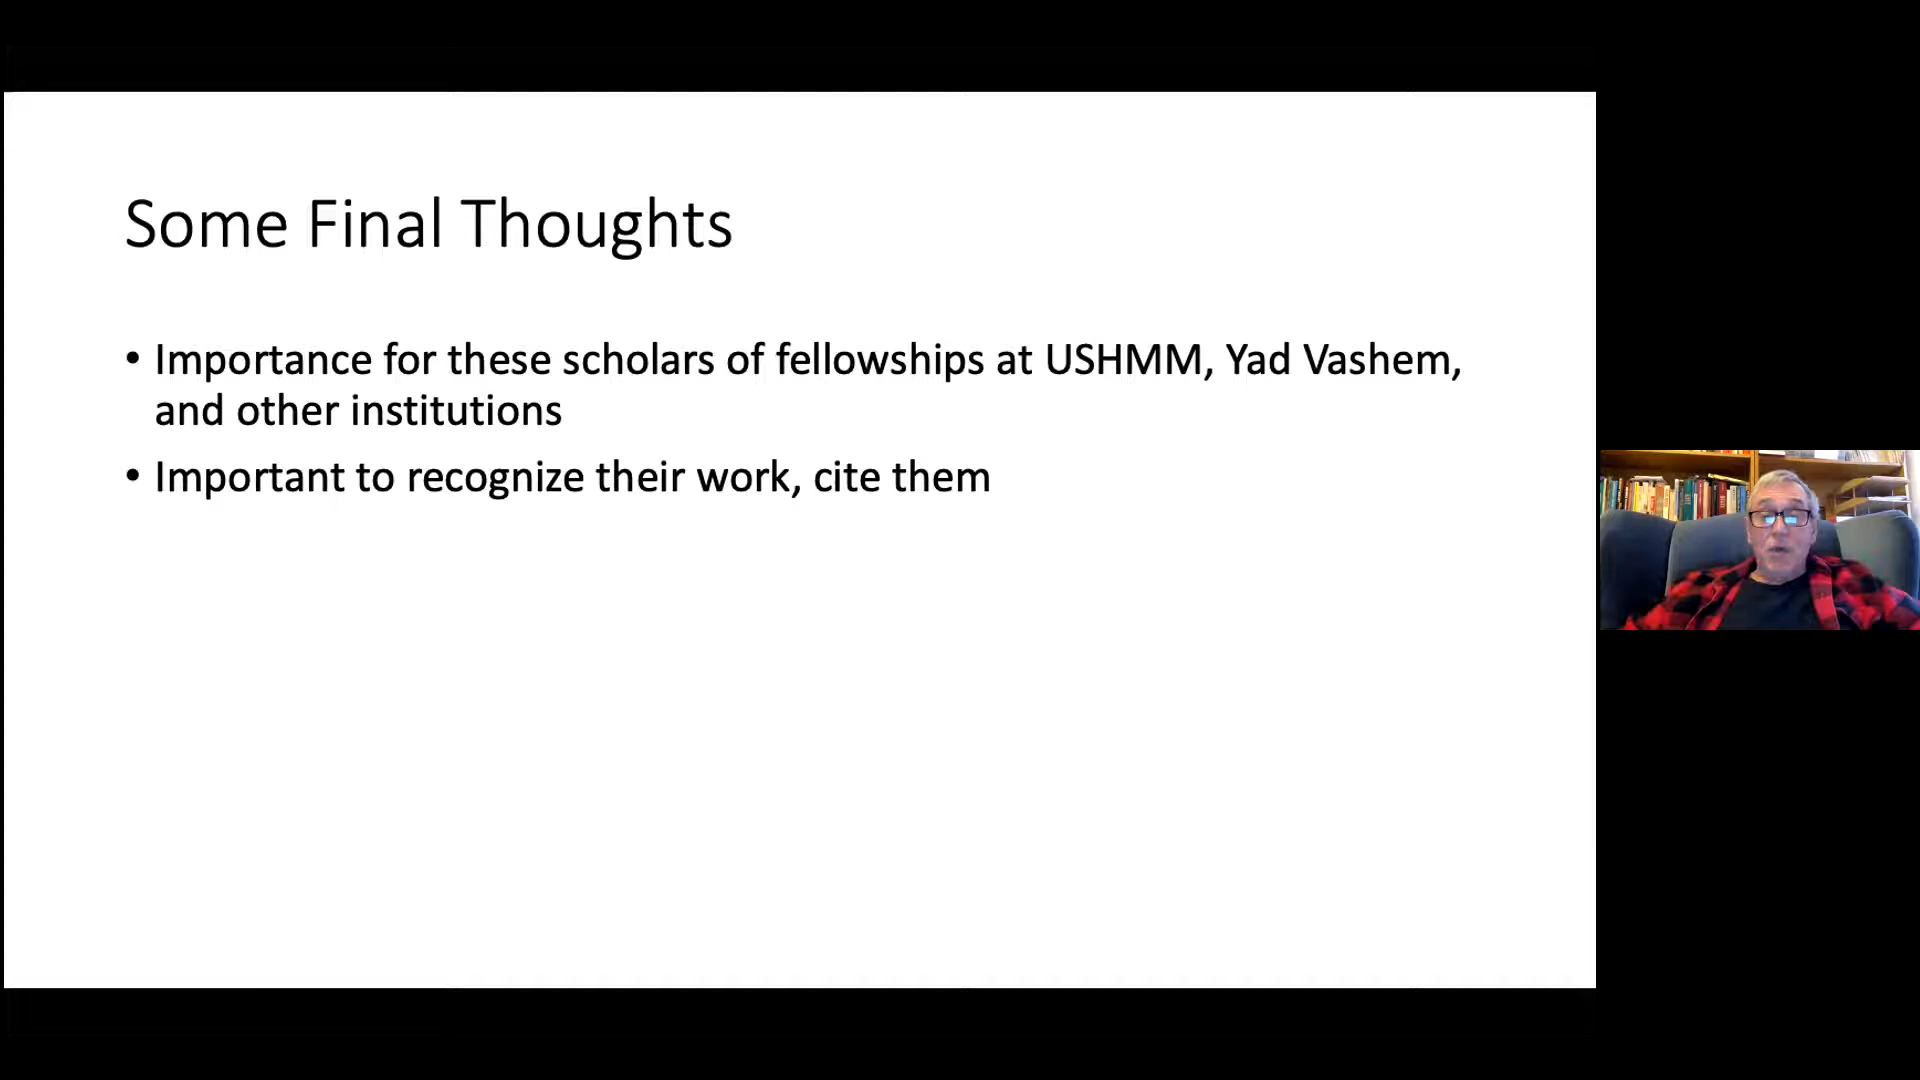 Some Final Thoughts
• Importance for these scholars of fellowships at USHMM, Yad Vashem,
and other institutions
• Important to recognize their work, cite them